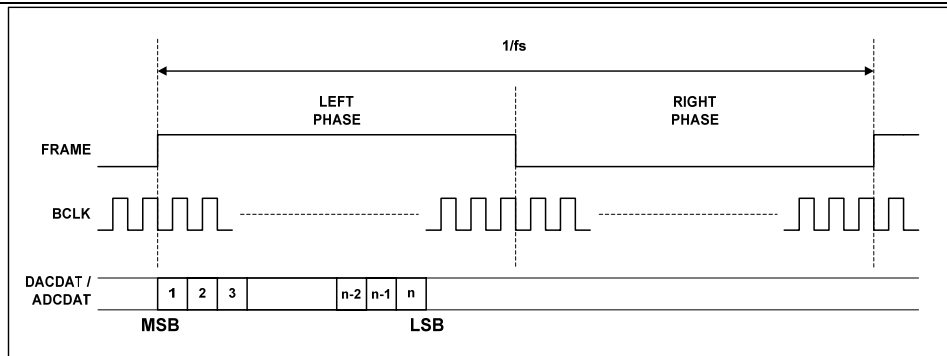 1/fs
LEFT
PHASE
RIGHT
PHASE
FRAME
BCLK
DACDAT /
ADCDAT
1 2 3 n-2 n-1 n
MSB LSB